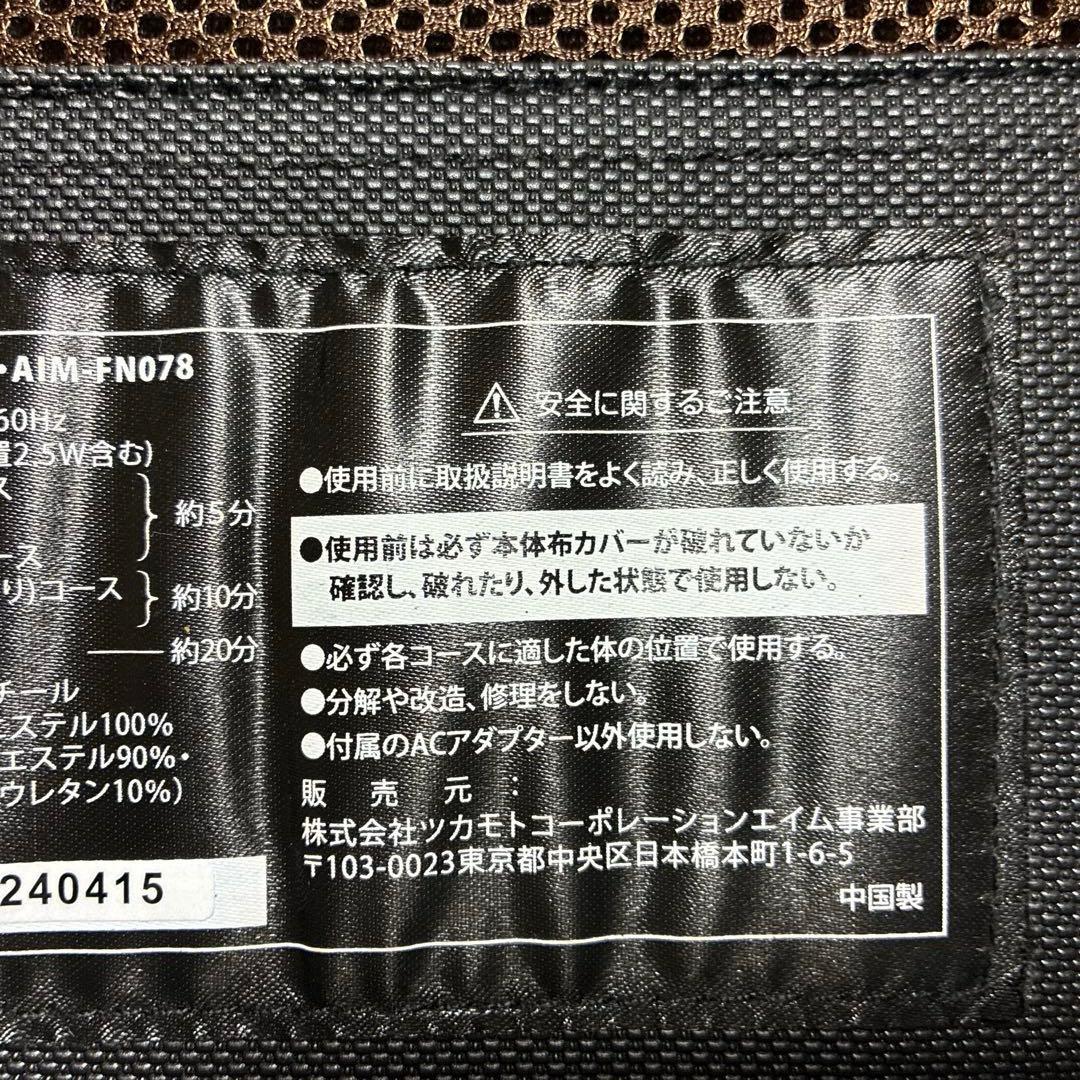 ・AIM-FN078
60Hz
置2.5W含む)
ス
約5分
ース
り)コース
約10分
約20分
チール
エステル100%
エステル90%・
ウレタン10%)
240415
安全に関するご注意
●使用前に取扱説明書をよく読み、正しく使用する。
●使用前は必ず本体布カバーが破れていないか
確認し、破れたり、外した状態で使用しない。
●必ず各コースに適した体の位置で使用する。
●分解や改造、修理をしない。
●付属のACアダプター以外使用しない。
販売元:
株式会社ツカモトコーポレーションエイム事業部
〒103-0023東京都中央区日本橋本町1-6-5
中国製